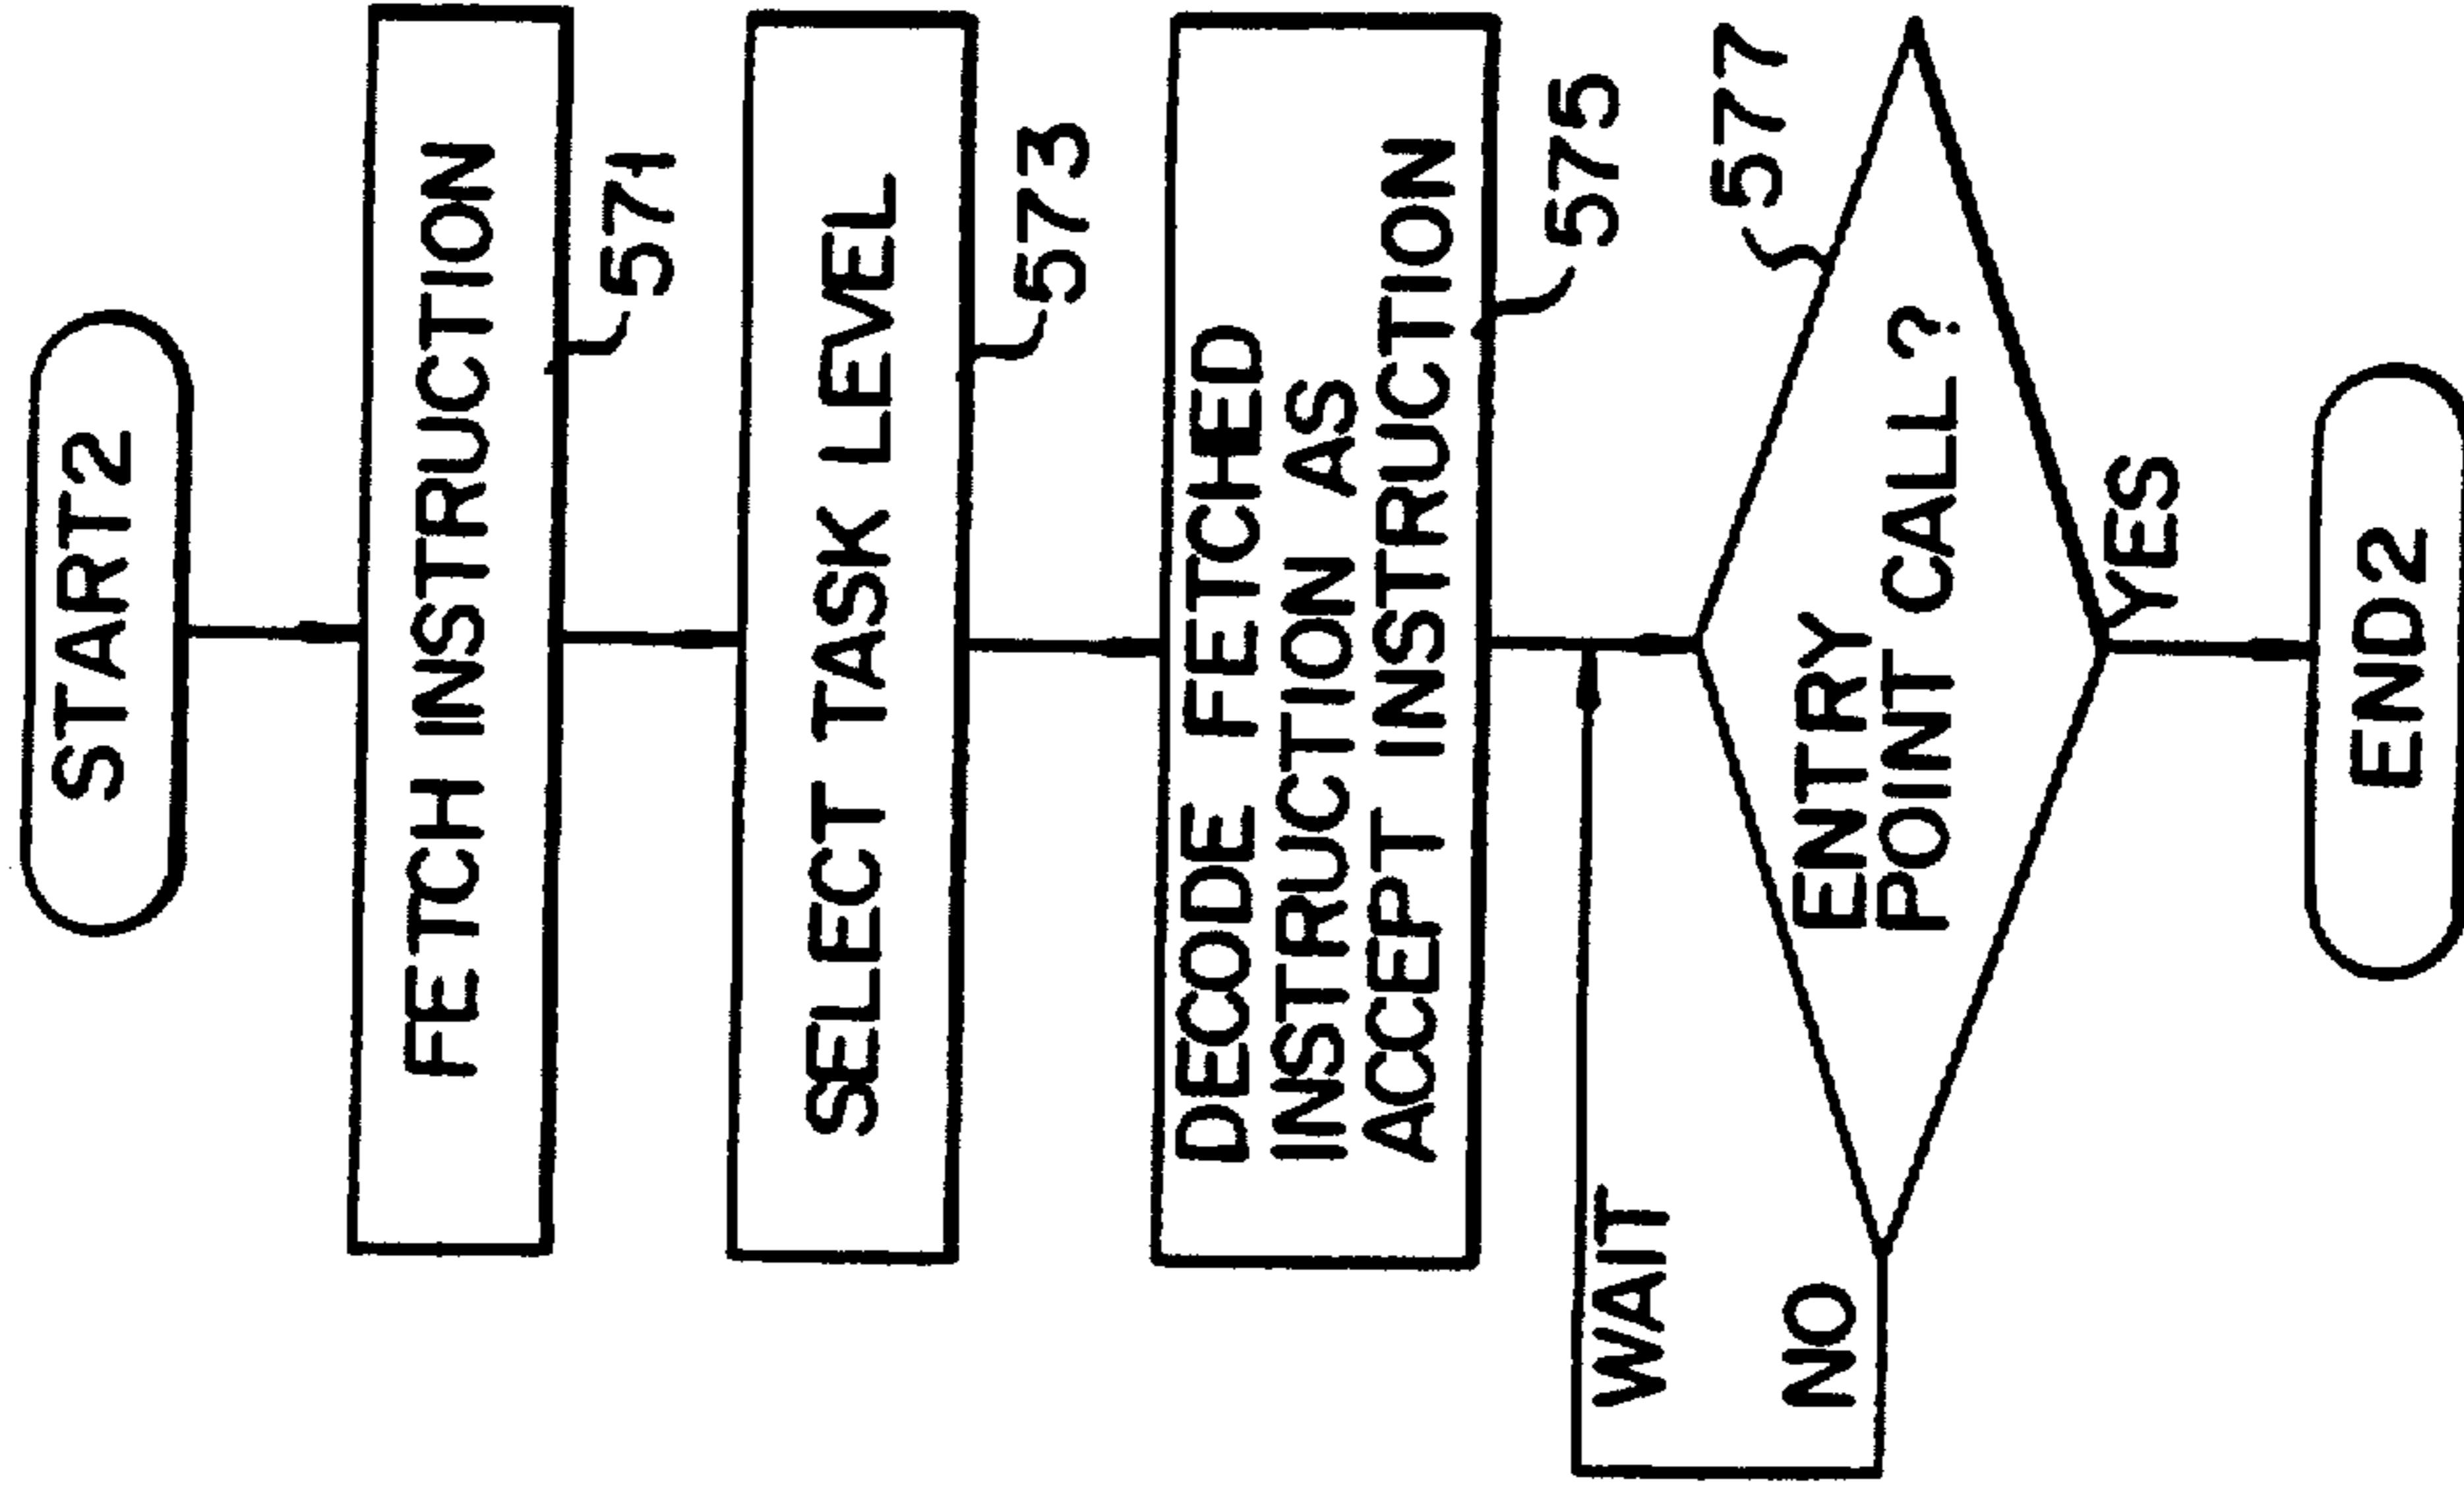 START2
FETCH INSTRUCTION
571
SELECT TASK LEVEL
573
DECODE FETCHED
INSTRUCTION AS
ACCEPT INSTRUCTION
575
WAIT
577
NO
ENTRY
POINT CALL?
YES
END2